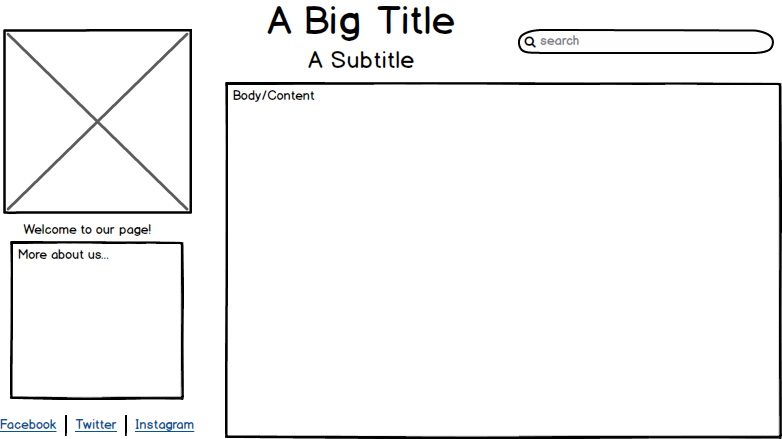 A Big Title
A Subtitle
search
Welcome to our page!
More about us...
Facebook | Twitter | Instagram
Body/Content